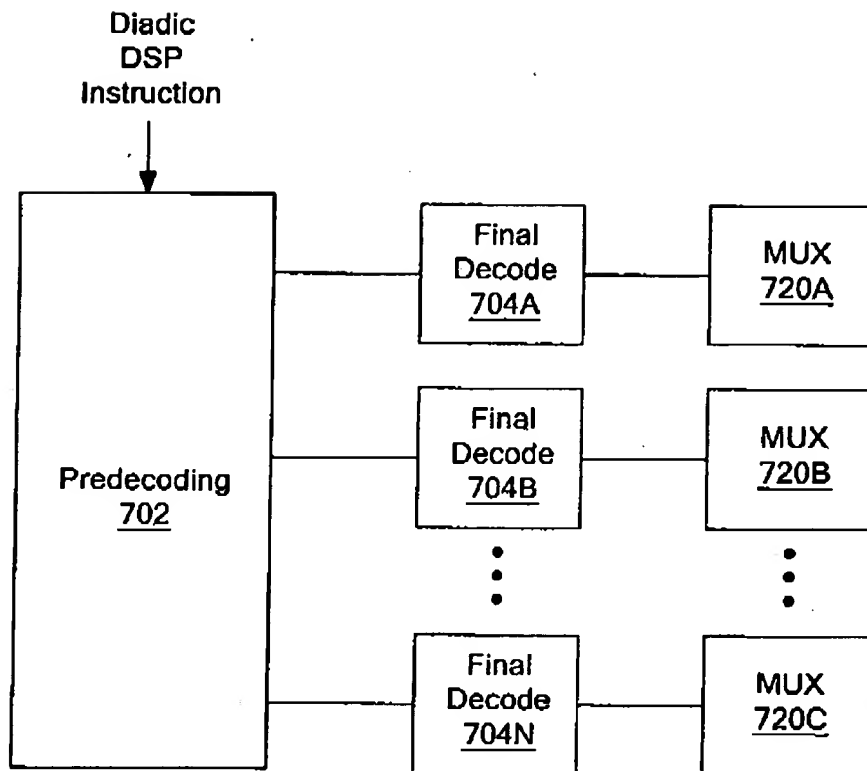 Diadic
DSP
Instruction
Final
Decode
704A
MUX
720A
Final
Decode
704B
MUX
720B
Predecoding
702
Final
Decode
704N
MUX
720C